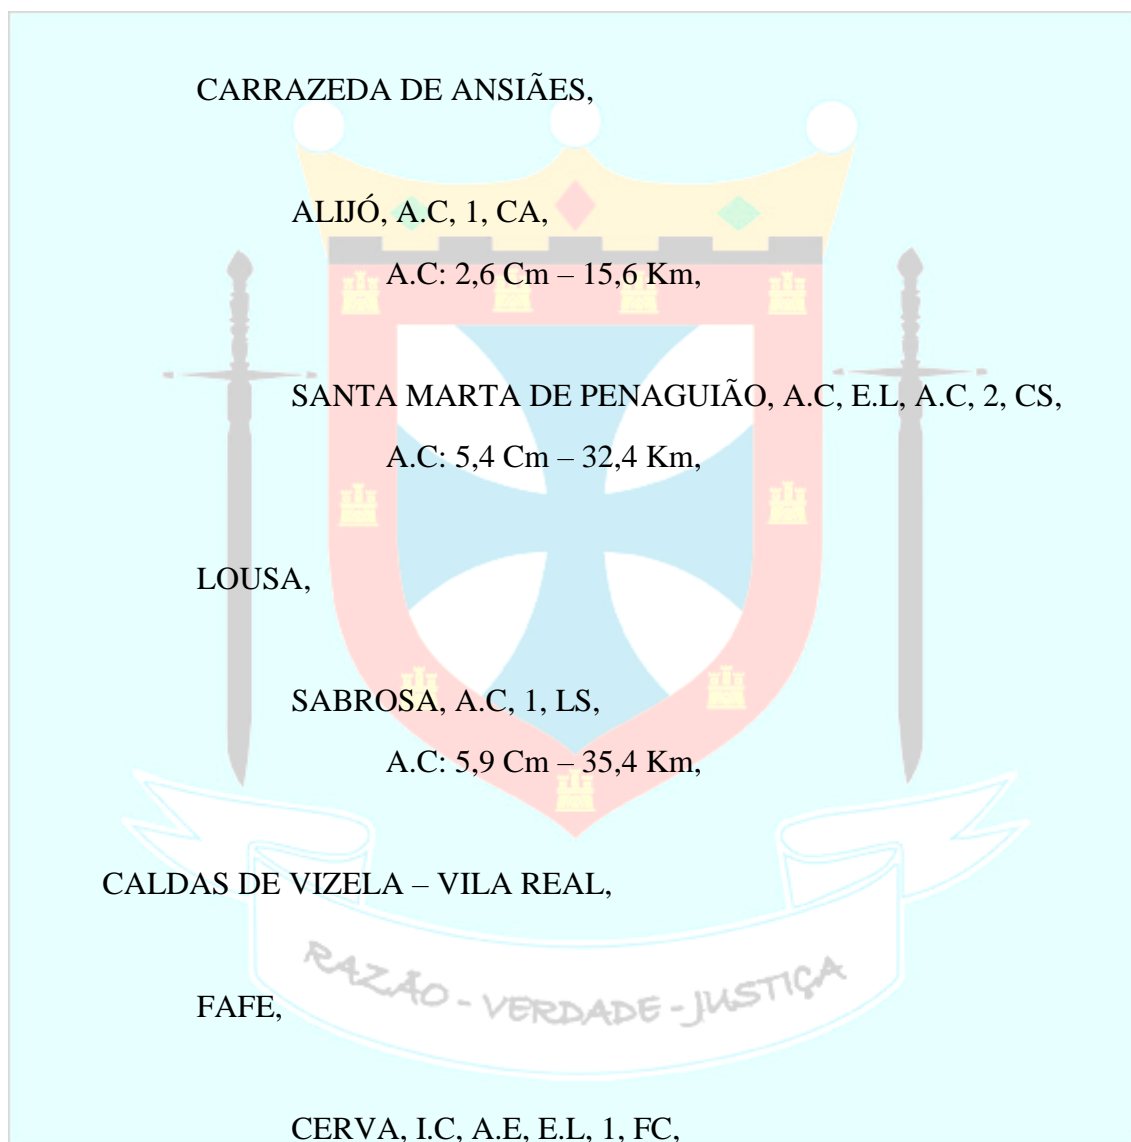 CARRAZEDA DE ANSIÃES,
ALIJÓ, A.C, 1, CA,
A.C: 2,6 Cm – 15,6 Km,
SANTA MARTA DE PENAGUIÃO, A.C, E.L, A.C, 2, CS,
A.C: 5,4 Cm – 32,4 Km,
LOUSA,
SABROSA, A.C, 1, LS,
A.C: 5,9 Cm – 35,4 Km,
CALDAS DE VIZELA – VILA REAL,
RAZÃO - VERDADE - JUSTIÇA
FAFE,
CERVA, I.C, A.E, E.L, 1, FC,